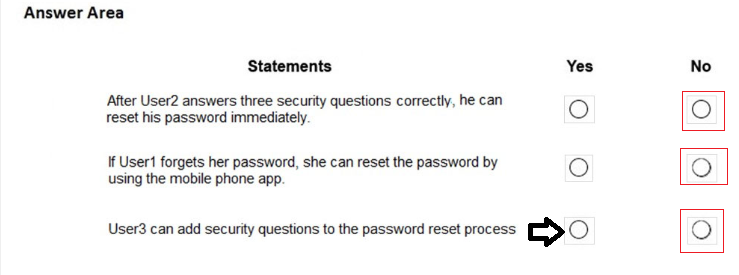 Answer Area
Statements Yes No
After User2 answers three security questions correctly, he can
reset his password immediately.
If User1 forgets her password, she can reset the password by
using the mobile phone app.
User3 can add security questions to the password reset process